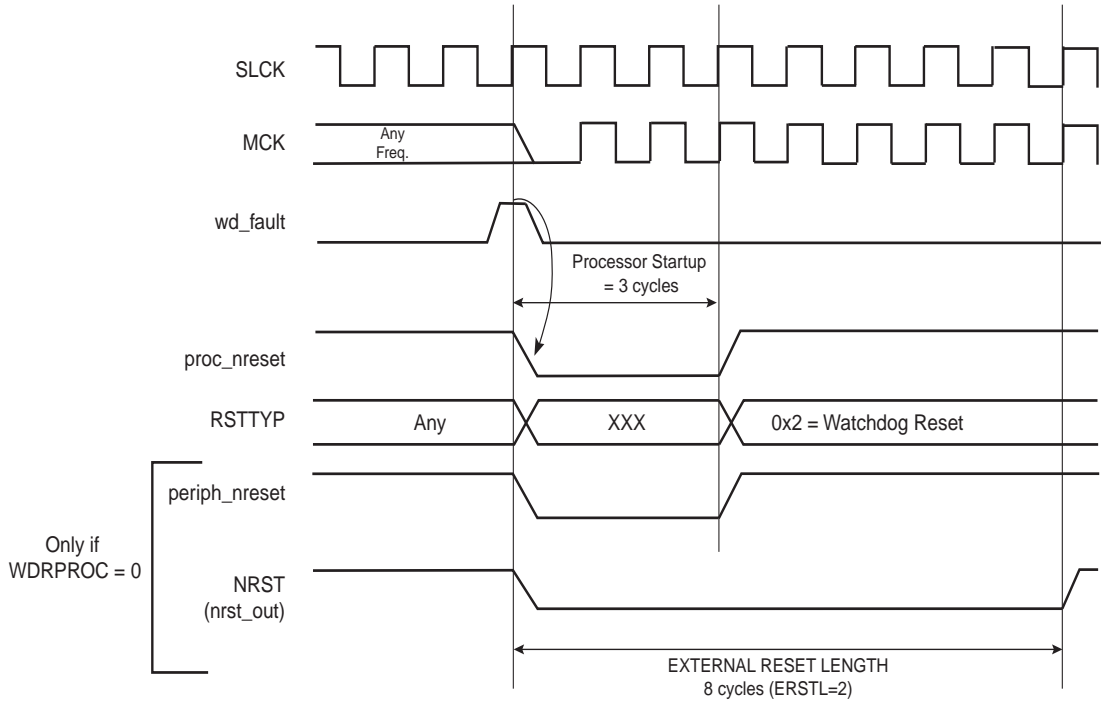 SLCK
MCK
Any
Freq.
wd_fault
Processor Startup
= 3 cycles
proc_nreset
RSTTYP
Any
XXX
0x2 = Watchdog Reset
periph_nreset
Only if
WDRPROC = 0
NRST
(nrst_out)
EXTERNAL RESET LENGTH
8 cycles (ERSTL=2)